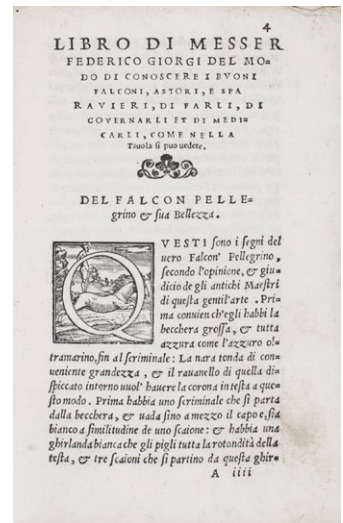 4
LIBRO DI MESSER
FEDERICO GIORGI DEL MO=
DO DI CONOSCERE I BVONI
FALCONI, ASTORI, E SPA
RAVIERI, DI FARLI, DI
GOVERNARLI ET DI MEDI=
CARLI, COME NELLA
Tauola si puo uedere.
DEL FALCON PELLE=
grino & sua Bellezza.
QVESTI sono i segni del
uero Falcon' Pellegrino,
secondo l'opinione, & giu=
dicio de gli antichi Maestri
di questa gentil'arte. Pri=
ma conuien ch'egli habbi la
becchera grossa, & tutta
azzura come l'azzuro ol=
tramarino, fin al scriminale: La nara tonda di con=
ueniente grandezza, & il rauanello di quella di=
spiccato intorno uuol' hauere la corona in testa a que=
sto modo. Prima habbia uno scriminale che si parta
dalla becchera, & uada sino a mezo il capo e, sia
bianco a similitudine de uno scaione: & habbia una
ghirlanda bianca che gli pigli tutta la rotondità della
testa, & tre scaioni che si partino da questa ghir=
A iiii